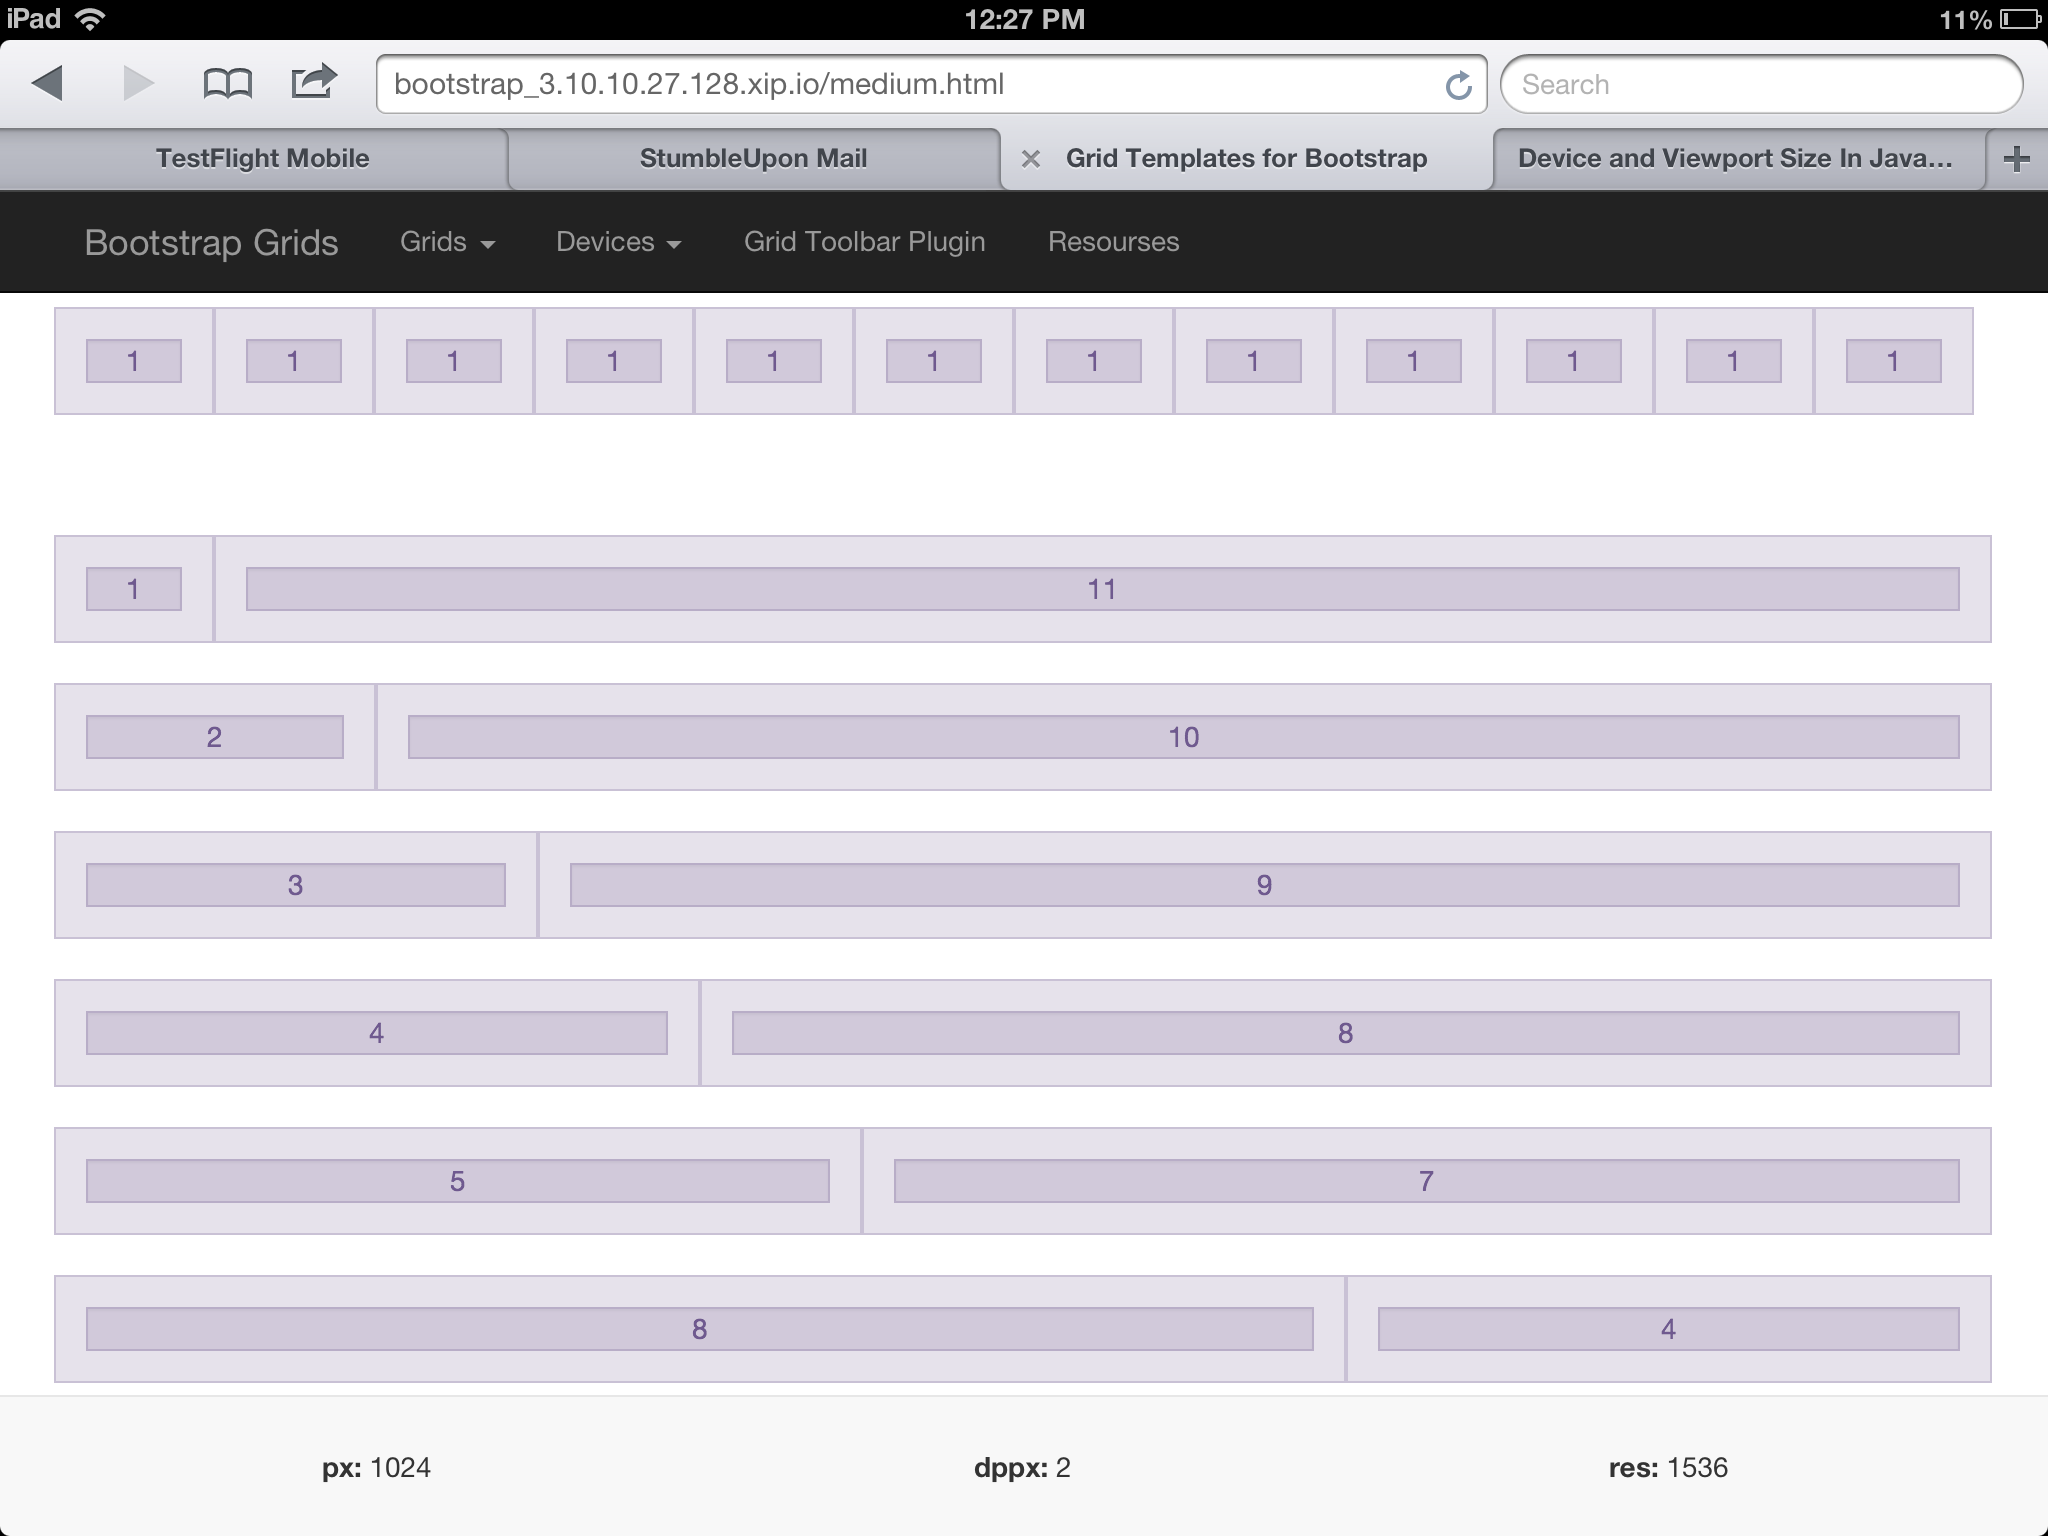 iPad 12:27 PM 11%
bootstrap_3.10.10.27.128.xip.io/medium.html Search
TestFlight Mobile StumbleUpon Mail Grid Templates for Bootstrap Device and Viewport Size In Java...
Bootstrap Grids Grids Devices Grid Toolbar Plugin Resourses
1 1 1 1 1 1 1 1 1 1 1 1
1 11
2 10
3 9
4 8
5 7
8 4
px: 1024 dppx: 2 res: 1536